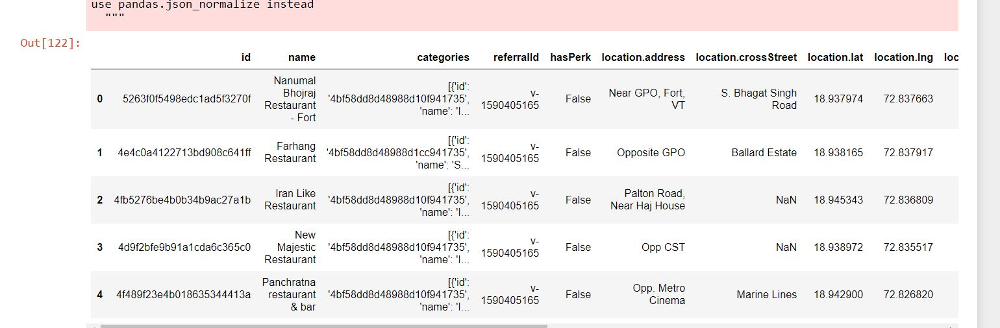 use pandas.json_normalize instead
"""
Out[122]:
id name categories referralId hasPerk location.address location.crossStreet location.lat location.lng loc
0 5263f0f5498edc1ad5f3270f Nanumal Bhojraj Restaurant - Fort [{'id': '4bf58dd8d48988d10f941735', 'name': 'I... v-1590405165 False Near GPO, Fort, VT S. Bhagat Singh Road 18.937974 72.837663
1 4e4c0a4122713bd908c641ff Farhang Restaurant [{'id': '4bf58dd8d48988d1cc941735', 'name': 'S... v-1590405165 False Opposite GPO Ballard Estate 18.938165 72.837917
2 4fb5276be4b0b34b9ac27a1b Iran Like Restaurant [{'id': '4bf58dd8d48988d10f941735', 'name': 'I... v-1590405165 False Palton Road, Near Haj House NaN 18.945343 72.836809
3 4d9f2bfe9b91a1cda6c365c0 New Majestic Restaurant [{'id': '4bf58dd8d48988d10f941735', 'name': 'I... v-1590405165 False Opp CST NaN 18.938972 72.835517
4 4f489f23e4b018635344413a Panchratna restaurant & bar [{'id': '4bf58dd8d48988d10f941735', 'name': 'I... v-1590405165 False Opp. Metro Cinema Marine Lines 18.942900 72.826820